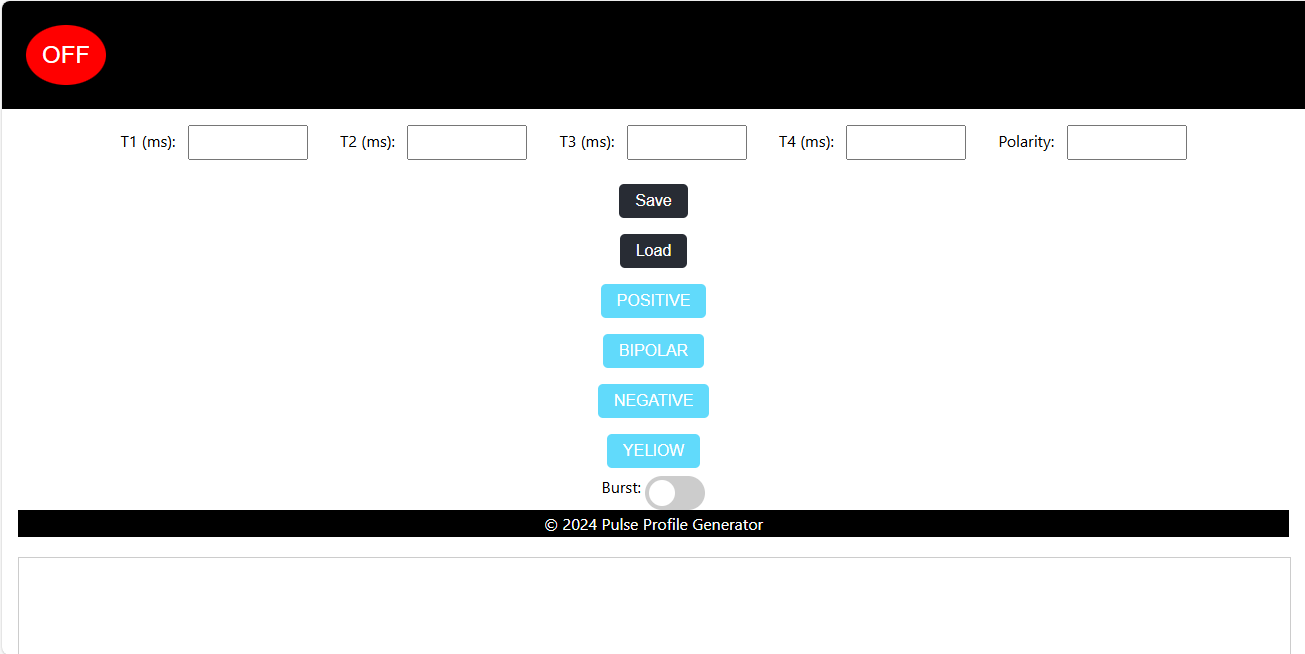 OFF
T1 (ms): T2 (ms): T3 (ms): T4 (ms): Polarity:
Save
Load
POSITIVE
BIPOLAR
NEGATIVE
YELIOW
Burst:
© 2024 Pulse Profile Generator